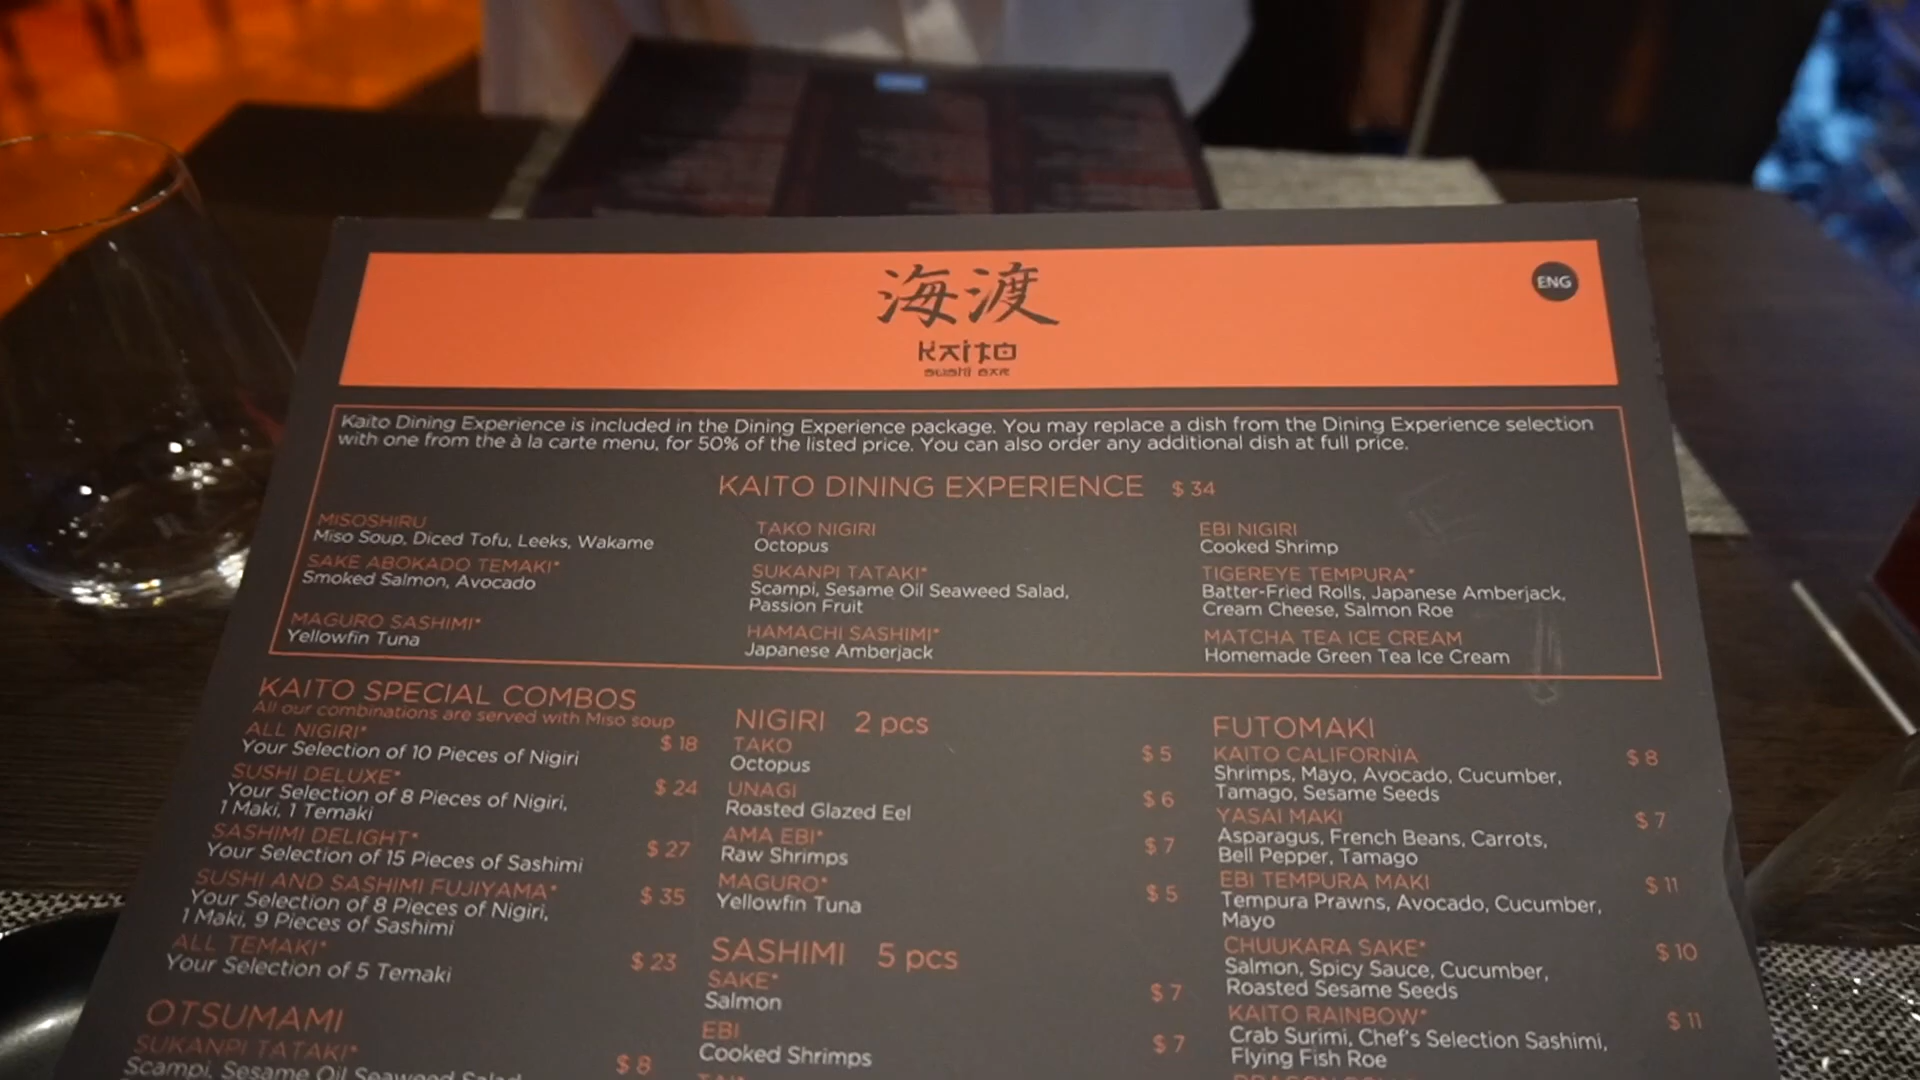 海渡
Kaito
SUSHI BAR
ENG
Kaito Dining Experience is included in the Dining Experience package. You may replace a dish from the Dining Experience selection
with one from the à la carte menu, for 50% of the listed price. You can also order any additional dish at full price.
KAITO DINING EXPERIENCE $ 34
MISOSHIRU
Miso Soup, Diced Tofu, Leeks, Wakame
SAKE ABOKADO TEMAKI*
Smoked Salmon, Avocado
MAGURO SASHIMI*
Yellowfin Tuna
TAKO NIGIRI
Octopus
SUKANPI TATAKI*
Scampi, Sesame Oil Seaweed Salad,
Passion Fruit
HAMACHI SASHIMI*
Japanese Amberjack
EBI NIGIRI
Cooked Shrimp
TIGEREYE TEMPURA*
Batter-Fried Rolls, Japanese Amberjack,
Cream Cheese, Salmon Roe
MATCHA TEA ICE CREAM
Homemade Green Tea Ice Cream
KAITO SPECIAL COMBOS
All our combinations are served with Miso soup
ALL NIGIRI* $ 18
Your Selection of 10 Pieces of Nigiri
SUSHI DELUXE* $ 24
Your Selection of 8 Pieces of Nigiri,
1 Maki, 1 Temaki
SASHIMI DELIGHT* $ 27
Your Selection of 15 Pieces of Sashimi
SUSHI AND SASHIMI FUJIYAMA* $ 35
Your Selection of 8 Pieces of Nigiri,
1 Maki, 9 Pieces of Sashimi
ALL TEMAKI* $ 23
Your Selection of 5 Temaki
OTSUMAMI
SUKANPI TATAKI* $ 8
Scampi, Sesame Oil Seaweed Salad
NIGIRI 2 pcs
TAKO $ 5
Octopus
UNAGI $ 6
Roasted Glazed Eel
AMA EBI* $ 7
Raw Shrimps
MAGURO* $ 5
Yellowfin Tuna
SASHIMI 5 pcs
SAKE* $ 7
Salmon
EBI $ 7
Cooked Shrimps
FUTOMAKI
KAITO CALIFORNIA $ 8
Shrimps, Mayo, Avocado, Cucumber,
Tamago, Sesame Seeds
YASAI MAKI $ 7
Asparagus, French Beans, Carrots,
Bell Pepper, Tamago
EBI TEMPURA MAKI $ 11
Tempura Prawns, Avocado, Cucumber,
Mayo
CHUUKARA SAKE* $ 10
Salmon, Spicy Sauce, Cucumber,
Roasted Sesame Seeds
KAITO RAINBOW* $ 11
Crab Surimi, Chef's Selection Sashimi,
Flying Fish Roe